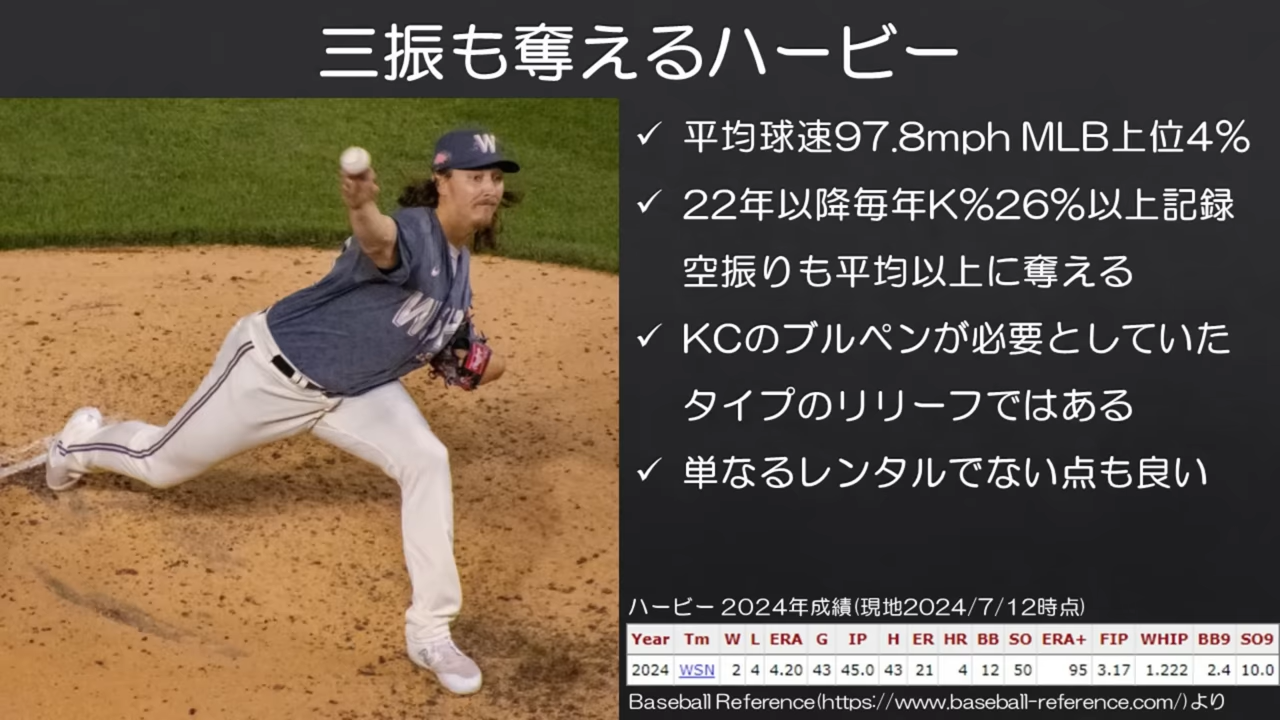 三振も奪えるハービー
✓ 平均球速97.8mph MLB上位4%
✓ 22年以降毎年K%26%以上記録
空振りも平均以上に奪える
✓ KCのブルペンが必要としていた
タイプのリリーフではある
✓ 単なるレンタルでない点も良い
W
W
ハービー 2024年成績(現地2024/7/12時点)
Year Tm W L ERA G IP H ER HR BB SO ERA+ FIP WHIP BB9 SO9
2024 WSN 2 4 4.20 43 45.0 43 21 4 12 50 95 3.17 1.222 2.4 10.0
Baseball Reference(https://www.baseball-reference.com/)より